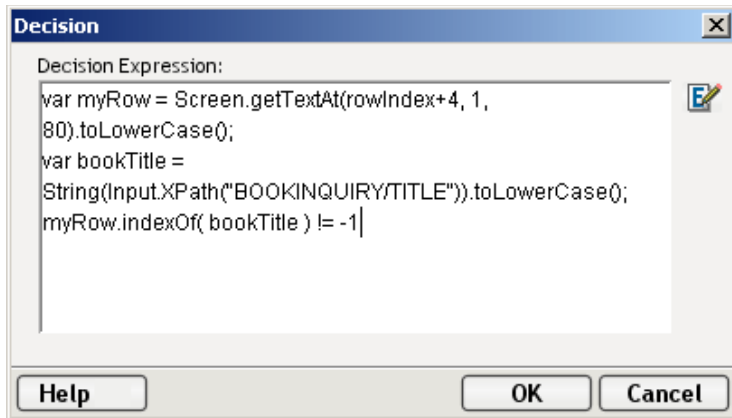 Decision
Decision Expression:
var myRow = Screen.getTextAt(rowIndex+4, 1,
80).toLowerCase();
var bookTitle =
String(Input.XPath("BOOKINQUIRY/TITLE")).toLowerCase();
myRow.indexOf( bookTitle ) != -1
Help
OK
Cancel